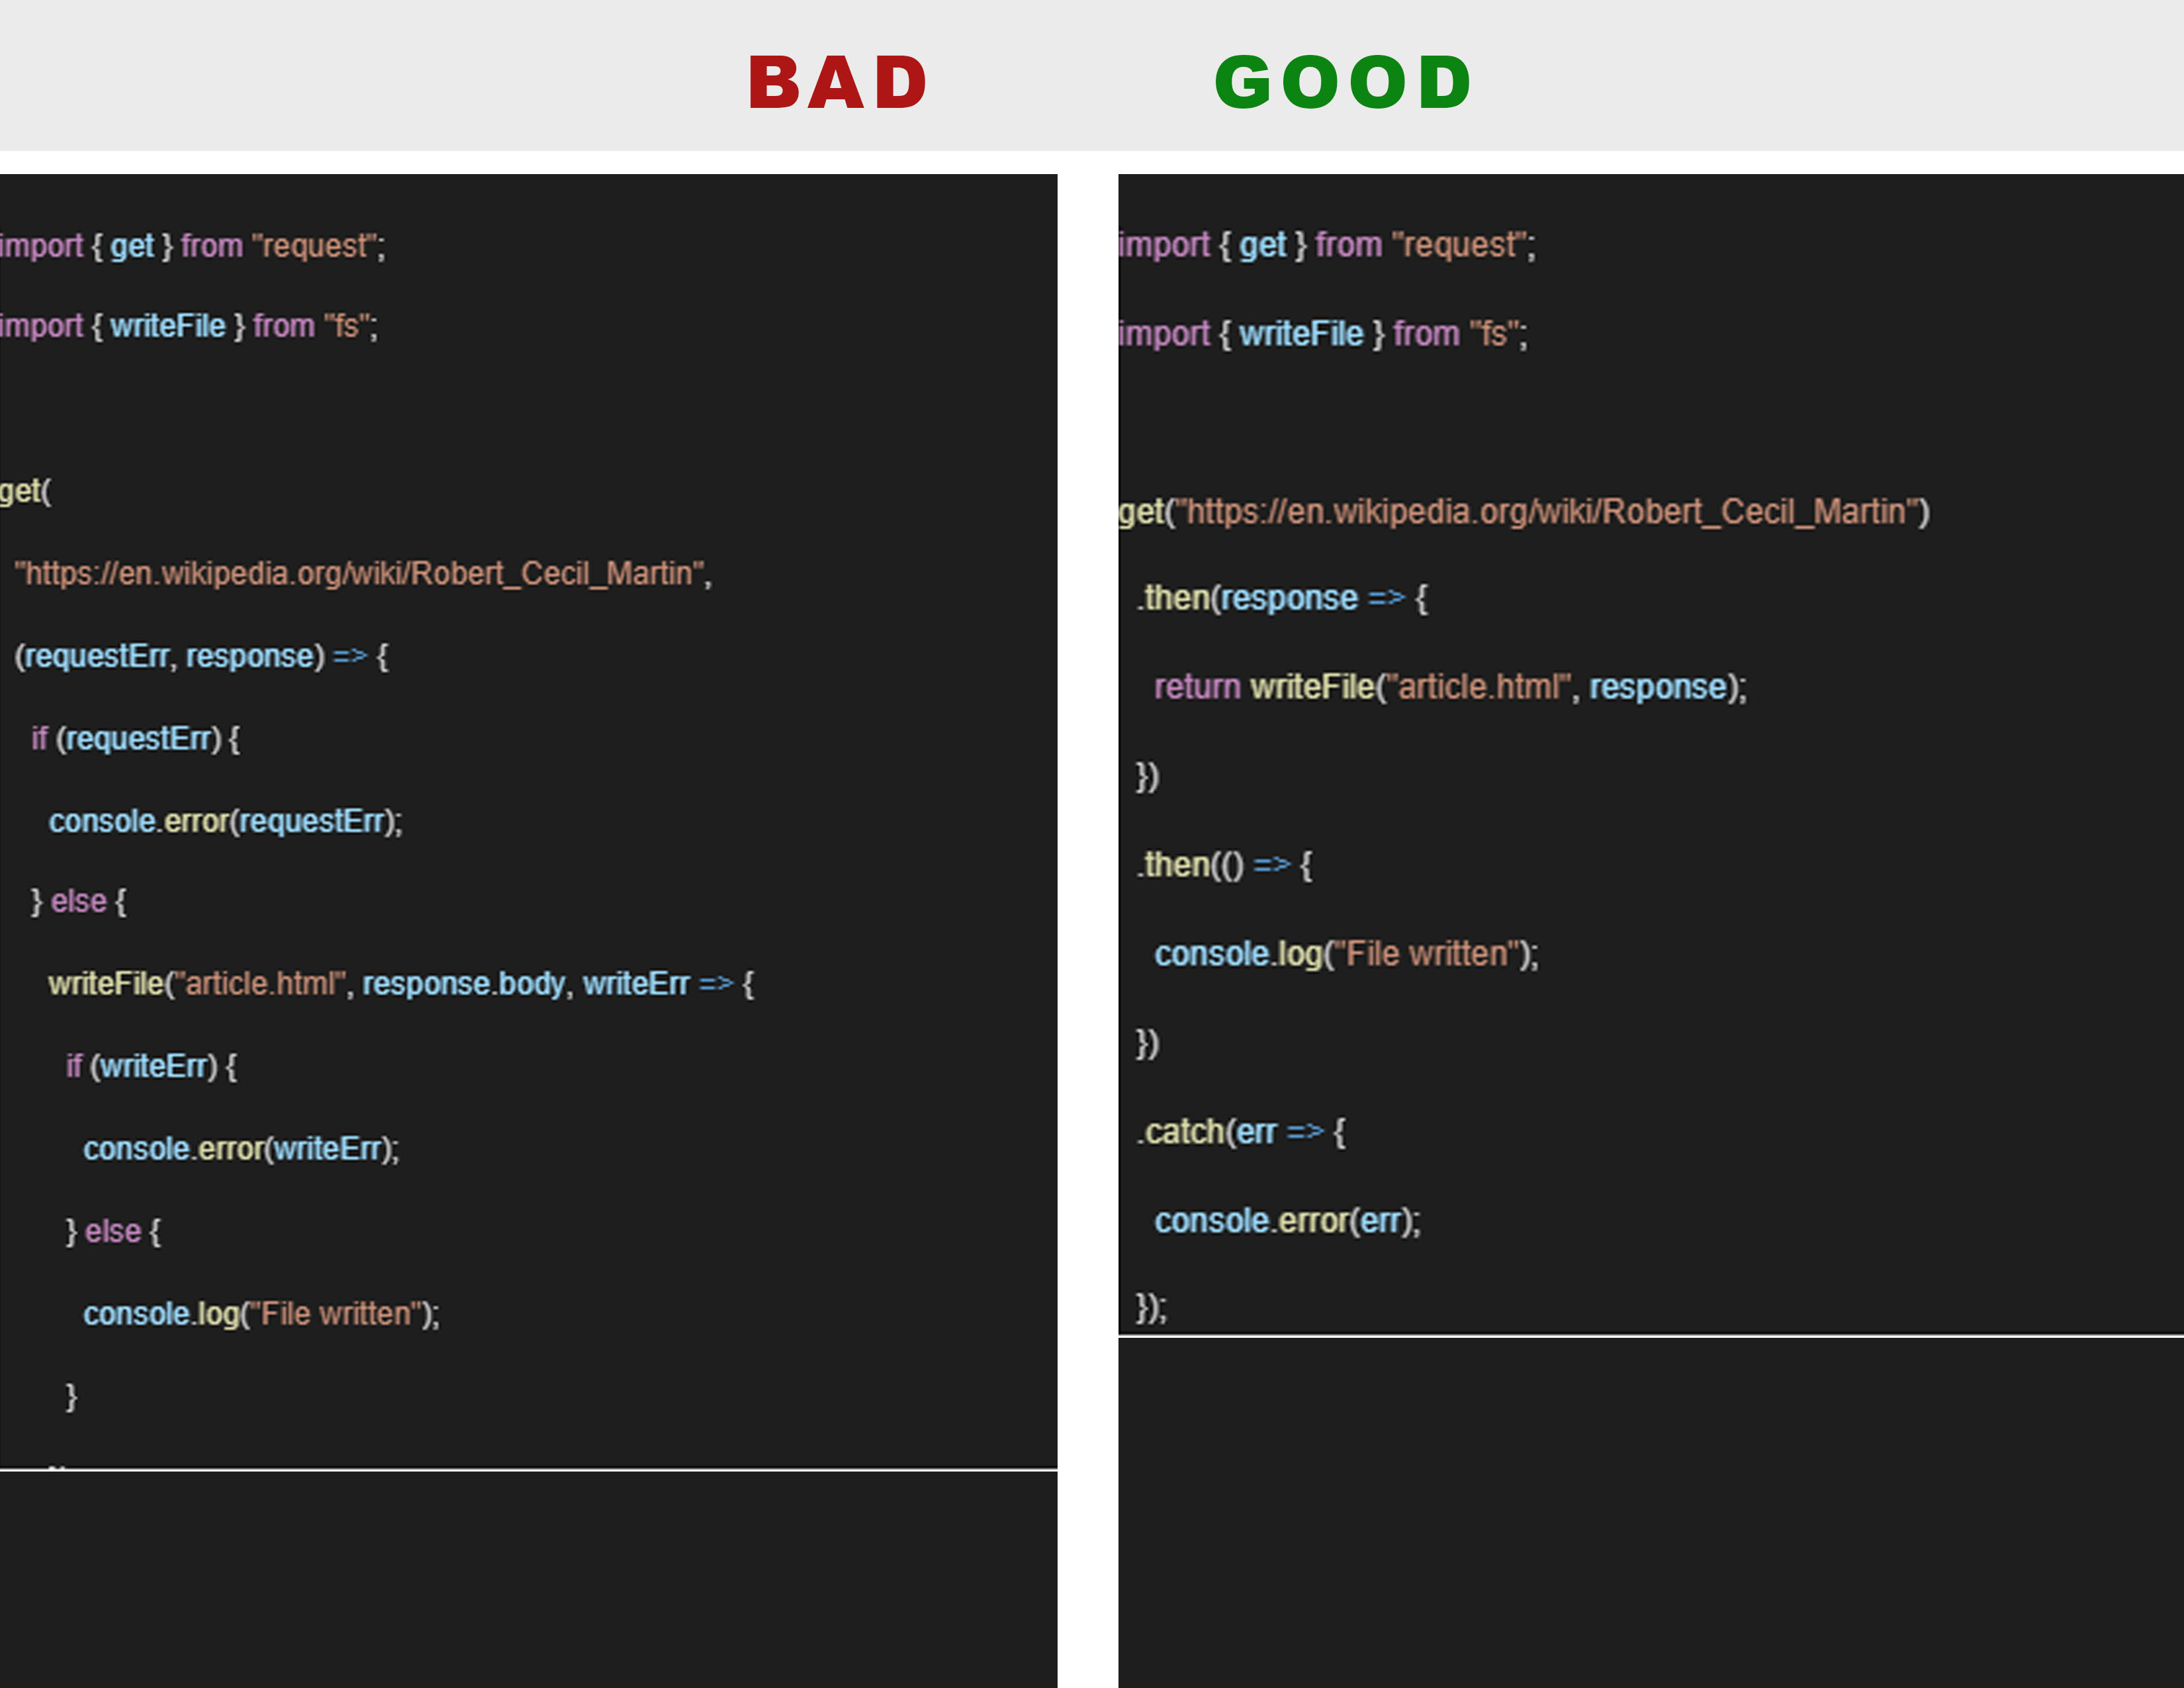 BAD GOOD
import { get } from "request";
import { writeFile } from "fs";
get(
"https://en.wikipedia.org/wiki/Robert_Cecil_Martin",
(requestErr, response) => {
if (requestErr) {
console.error(requestErr);
} else {
writeFile("article.html", response.body, writeErr => {
if (writeErr) {
console.error(writeErr);
} else {
console.log("File written");
}
import { get } from "request";
import { writeFile } from "fs";
get("https://en.wikipedia.org/wiki/Robert_Cecil_Martin")
.then(response => {
return writeFile("article.html", response);
})
.then(() => {
console.log("File written");
})
.catch(err => {
console.error(err);
});